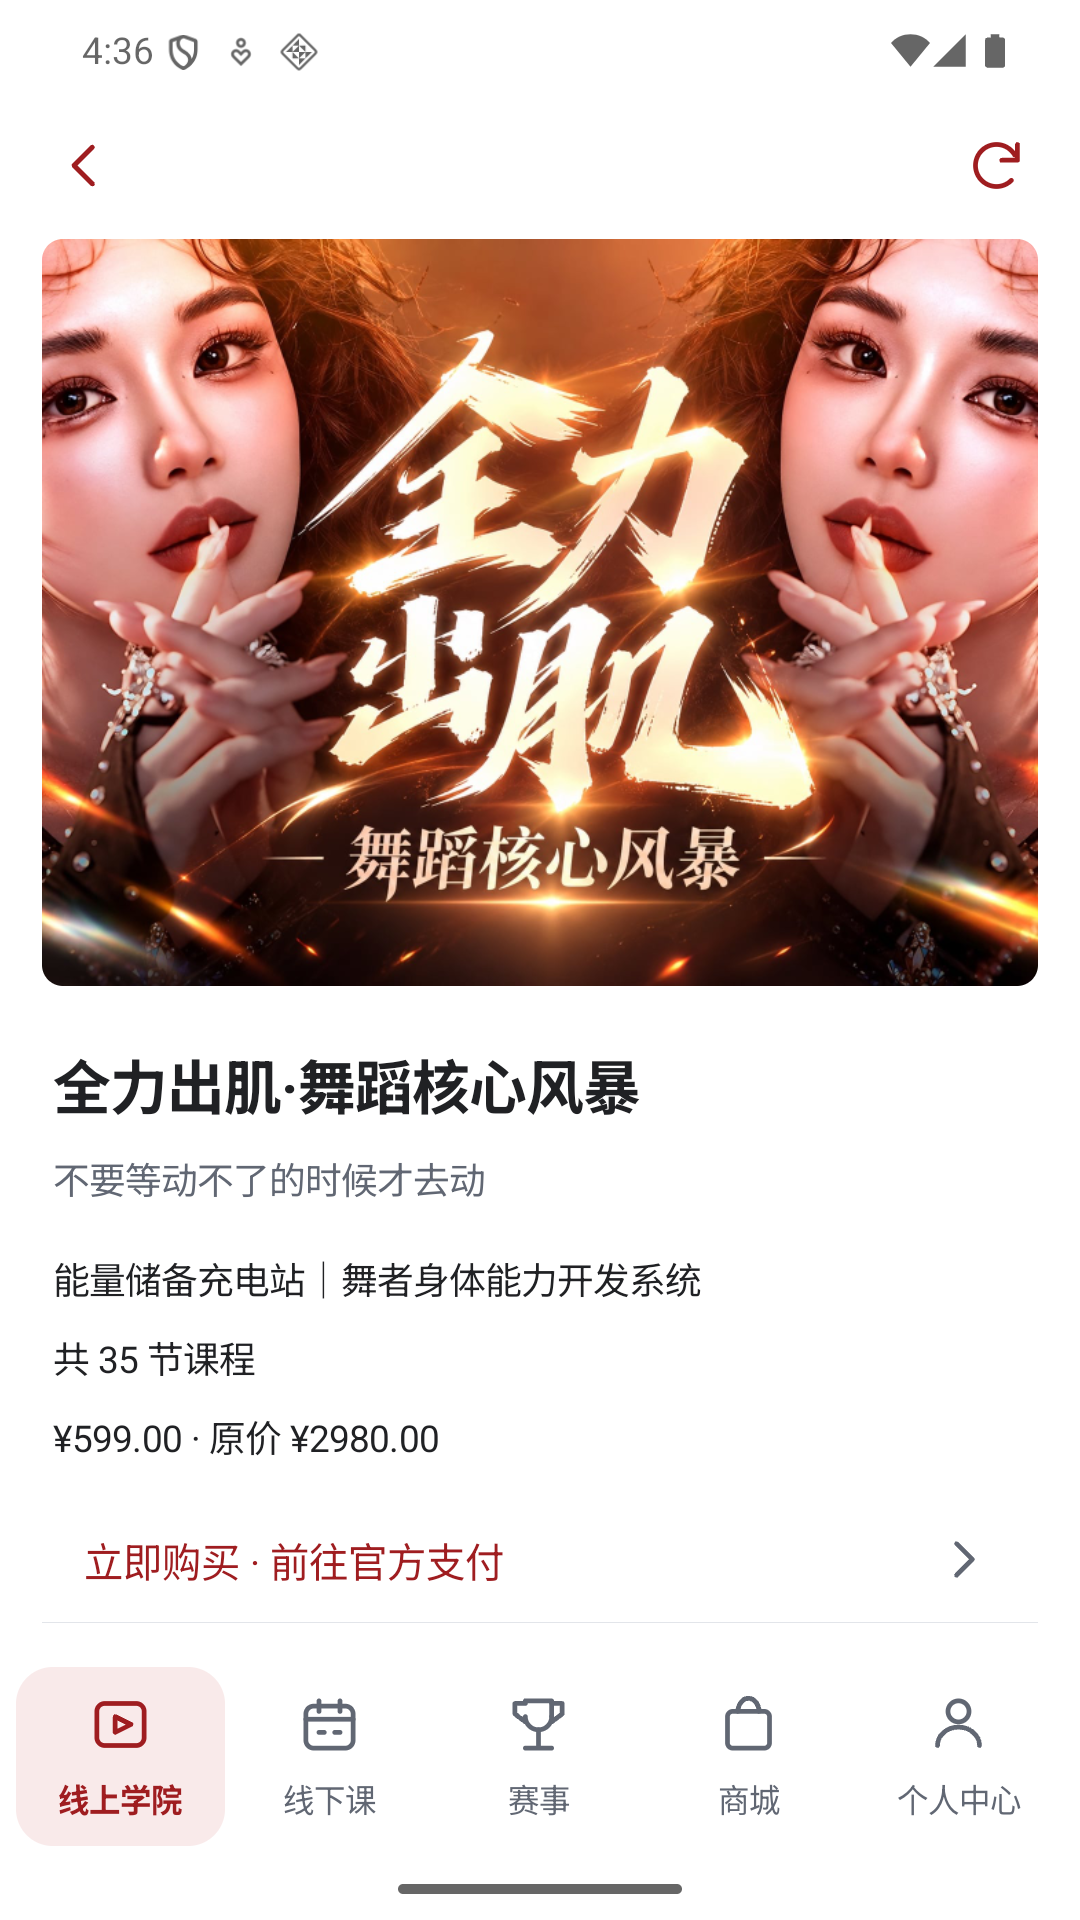 4:36
全力
出肌
舞蹈核心风暴
全力出肌·舞蹈核心风暴
不要等动不了的时候才去动
能量储备充电站｜舞者身体能力开发系统
共 35 节课程
¥599.00 · 原价 ¥2980.00
立即购买 · 前往官方支付
线上学院
线下课
赛事
商城
个人中心